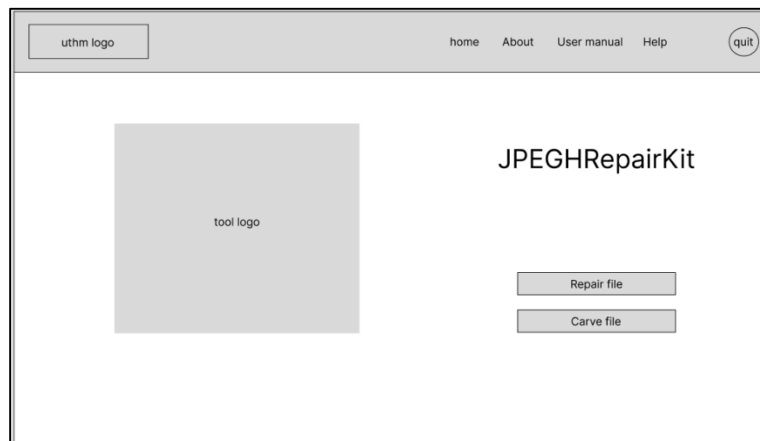 uthm logo
home About User manual Help quit
JPEGHRepairKit
tool logo
Repair file
Carve file